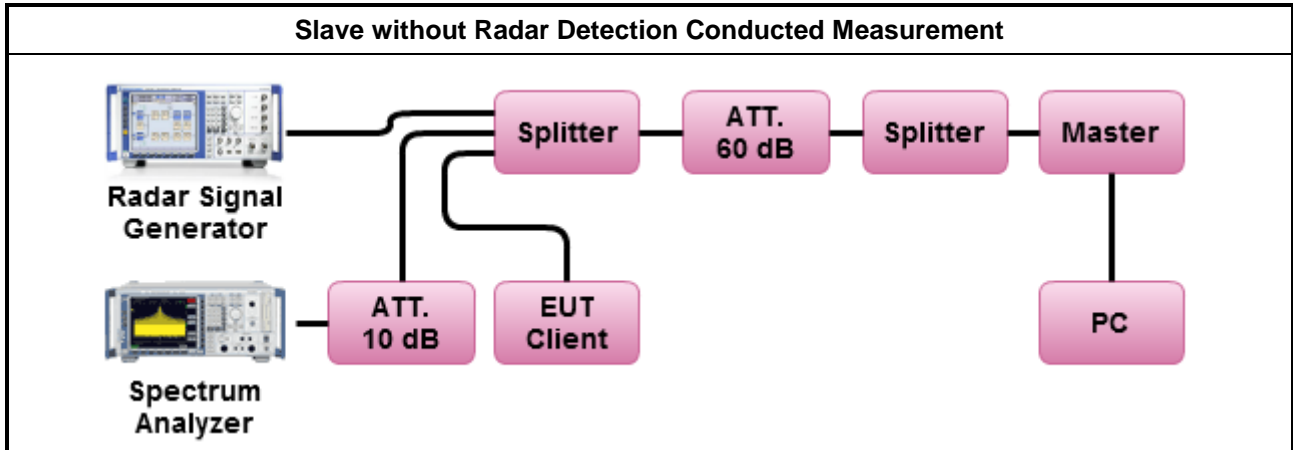 Slave without Radar Detection Conducted Measurement
Radar Signal
Generator
Splitter
ATT.
60 dB
Splitter
Master
Spectrum
Analyzer
ATT.
10 dB
EUT
Client
PC